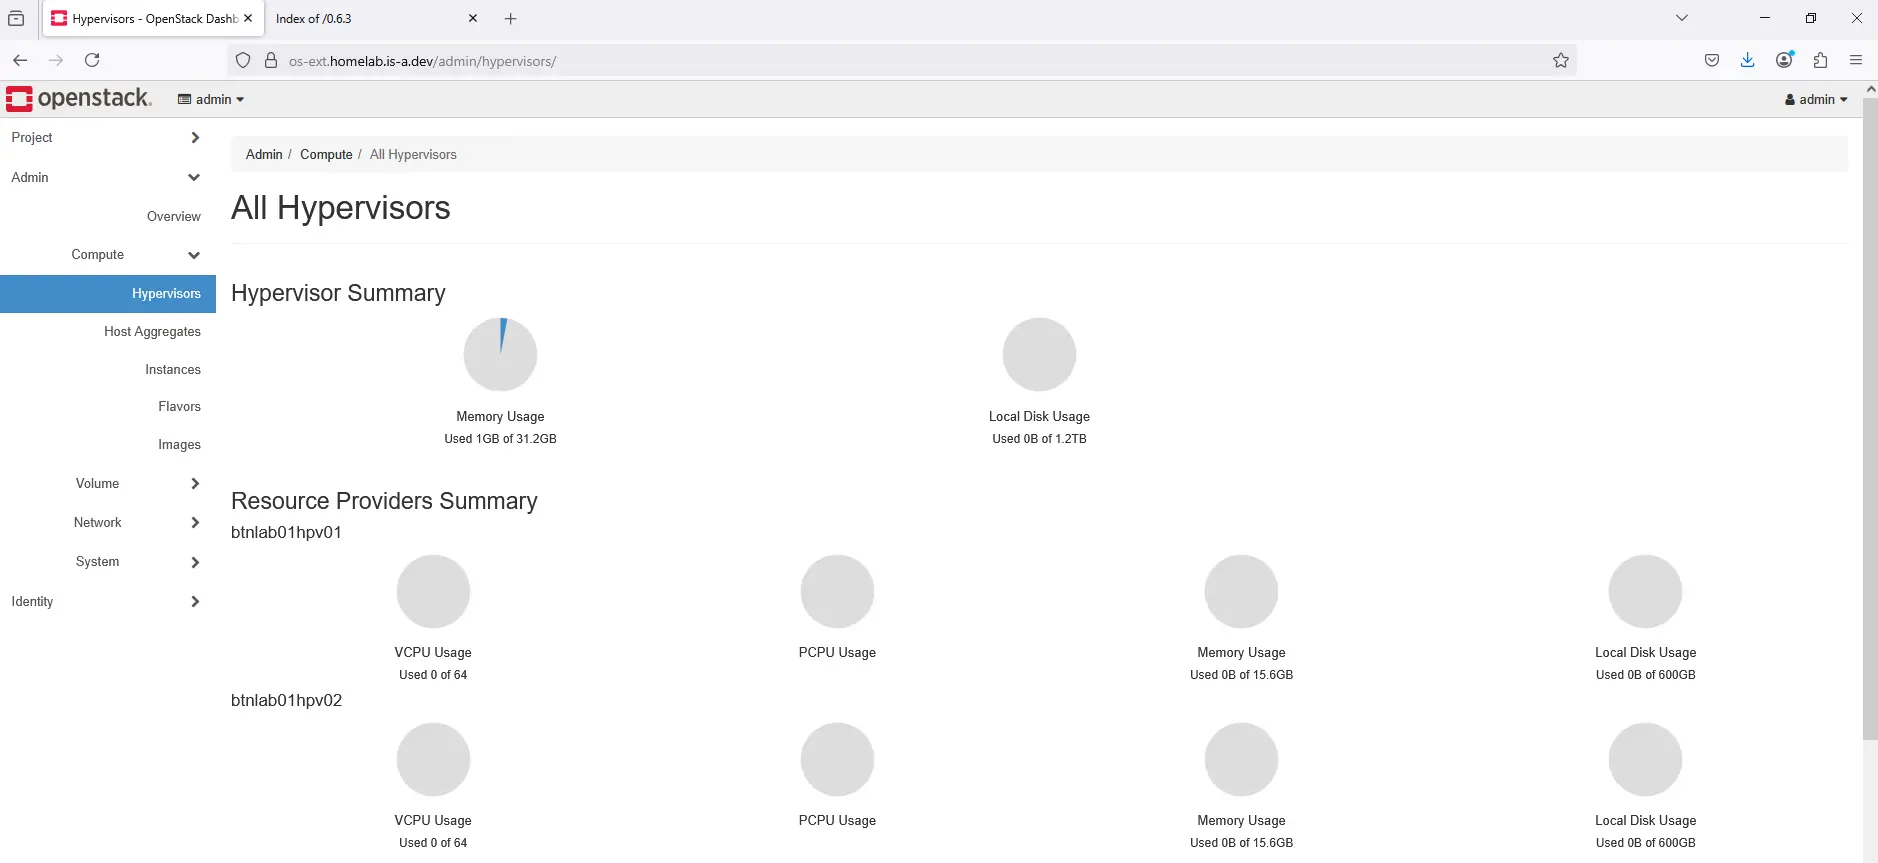 Hypervisors - OpenStack Dashb
Index of /0.6.3
os-ext.homelab.is-a.dev/admin/hypervisors/
openstack.
admin
admin
Project
Admin
Overview
Compute
Hypervisors
Host Aggregates
Instances
Flavors
Images
Volume
Network
System
Identity
Admin / Compute / All Hypervisors
All Hypervisors
Hypervisor Summary
Memory Usage
Used 1GB of 31.2GB
Local Disk Usage
Used 0B of 1.2TB
Resource Providers Summary
btnlab01hpv01
VCPU Usage
Used 0 of 64
PCPU Usage
Memory Usage
Used 0B of 15.6GB
Local Disk Usage
Used 0B of 600GB
btnlab01hpv02
VCPU Usage
Used 0 of 64
PCPU Usage
Memory Usage
Used 0B of 15.6GB
Local Disk Usage
Used 0B of 600GB